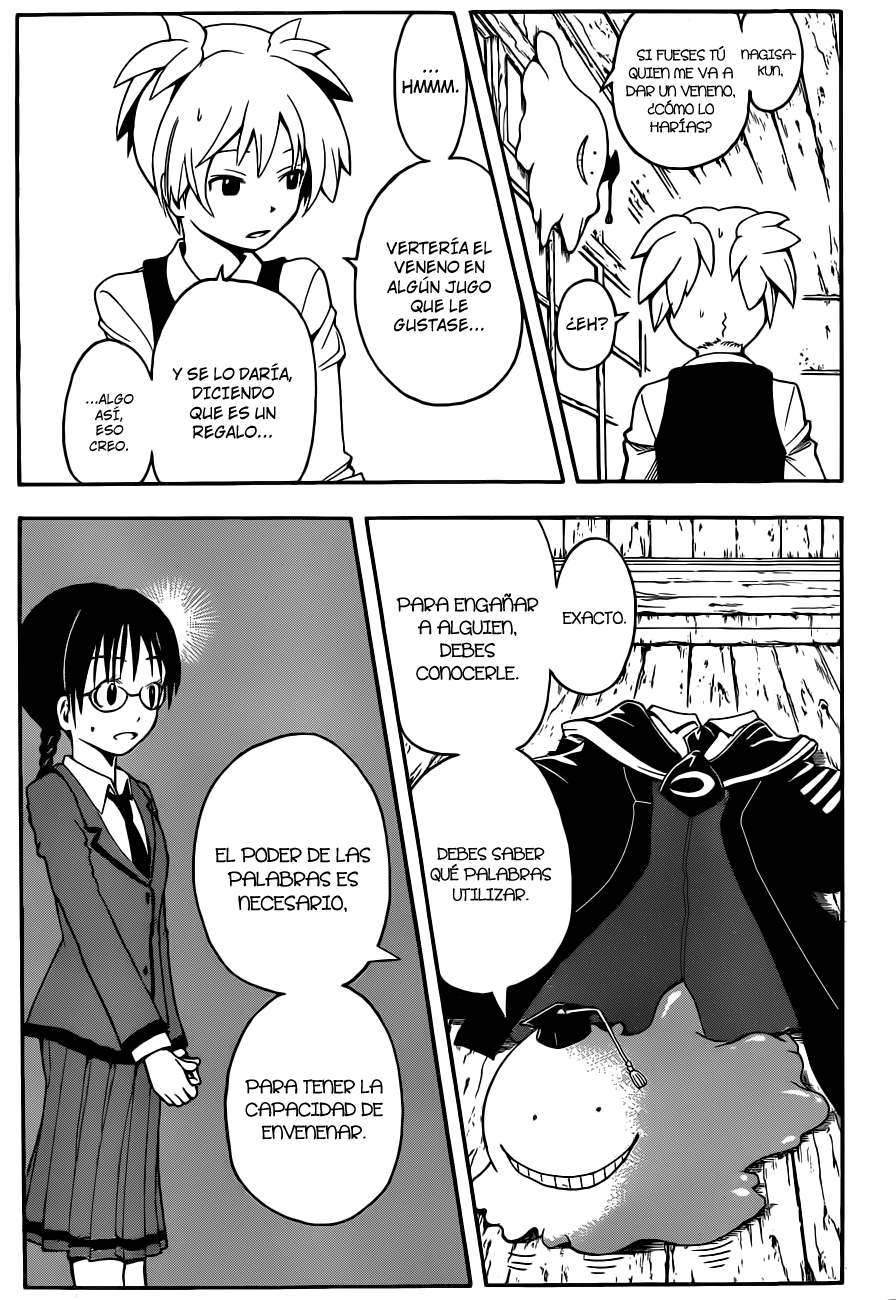 NAGISA-
KUN,
SI FUESES TÚ
QUIEN ME VA A
DAR UN VENENO,
¿CÓMO LO
HARÍAS?
¿EH?
...
HMMM.
VERTERÍA EL
VENENO EN
ALGÚN JUGO
QUE LE
GUSTASE...
Y SE LO DARÍA,
DICIENDO
QUE ES UN
REGALO...
...ALGO
ASÍ,
ESO
CREO.
EXACTO.
PARA ENGAÑAR
A ALGUIEN,
DEBES
CONOCERLE.
DEBES SABER
QUÉ PALABRAS
UTILIZAR.
EL PODER DE LAS
PALABRAS ES
NECESARIO,
PARA TENER LA
CAPACIDAD DE
ENVENENAR.